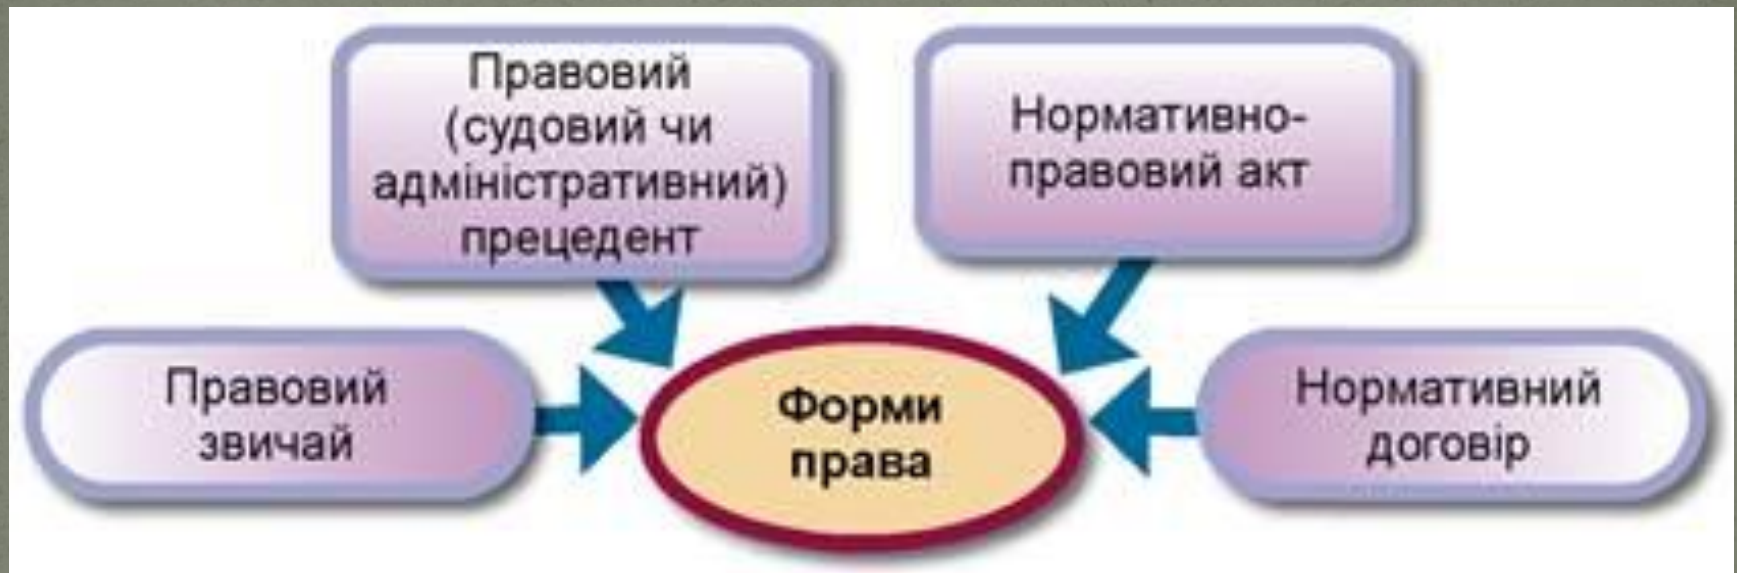 Правовий
(судовий чи
адміністративний)
прецедент
Нормативно-
правовий акт
Правовий
звичай
Форми
права
Нормативний
договір